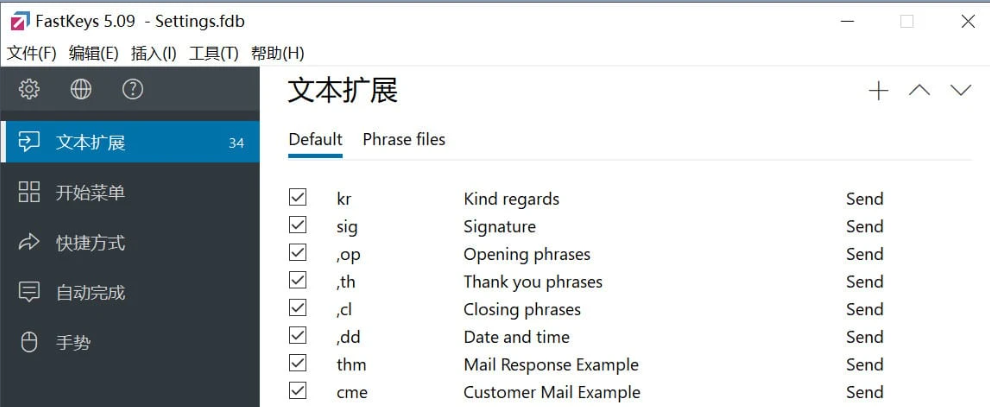 FastKeys 5.09 - Settings.fdb
文件(F) 编辑(E) 插入(I) 工具(T) 帮助(H)
文本扩展 34
开始菜单
快捷方式
自动完成
手势
文本扩展
Default Phrase files
kr Kind regards Send
sig Signature Send
,op Opening phrases Send
,th Thank you phrases Send
,cl Closing phrases Send
,dd Date and time Send
thm Mail Response Example Send
cme Customer Mail Example Send